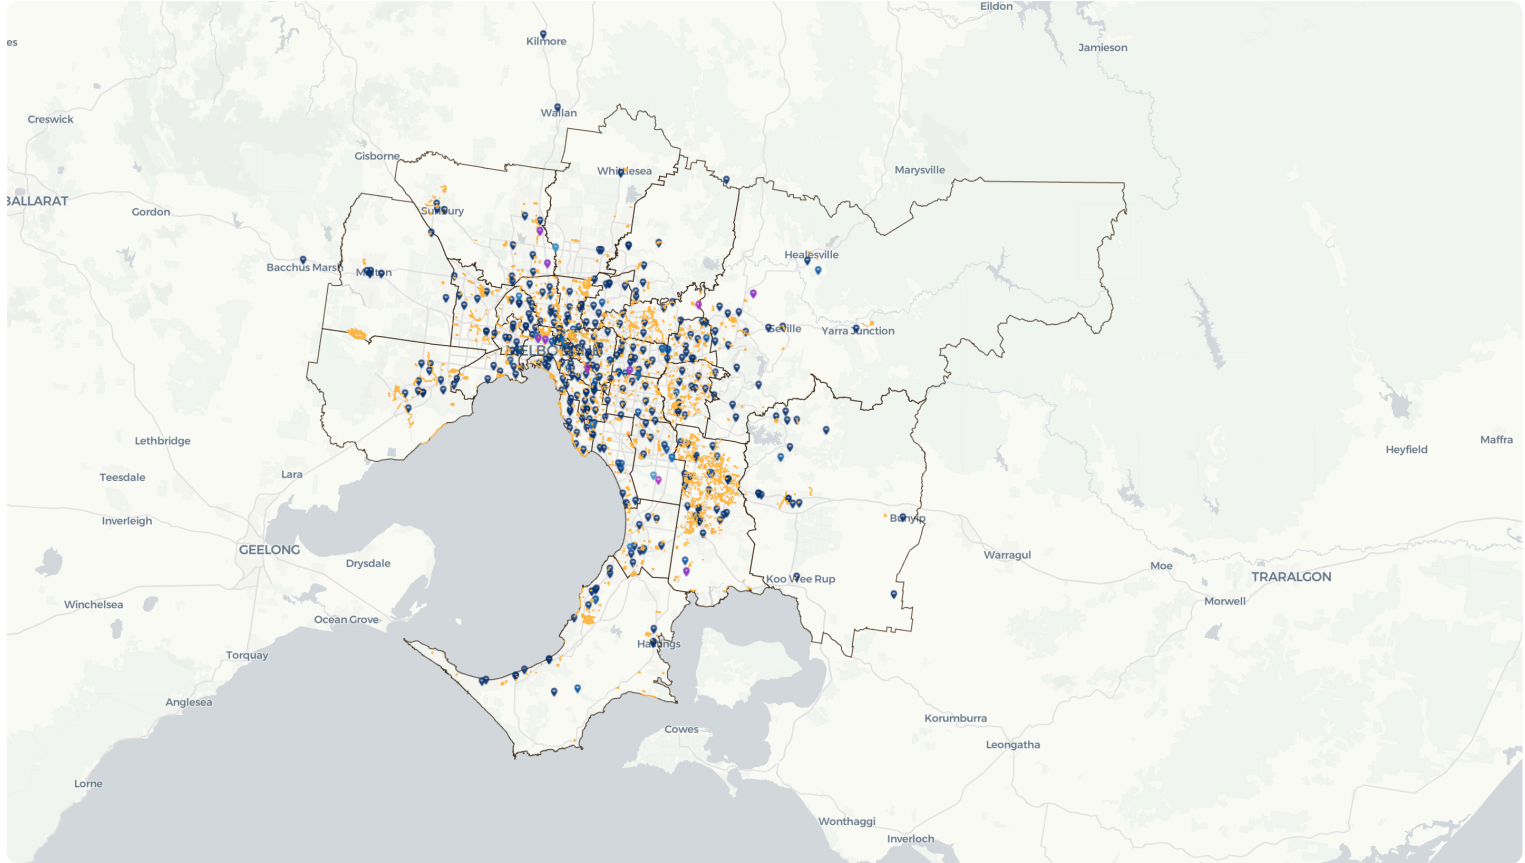 Eildon
es
Kilmore
Jamieson
Wallan
Creswick
Gisborne
Whittlesea
Marysville
BALLARAT
Gordon
Sunbury
Healesville
Bacchus Marsh
Melton
Seville
Yarra Junction
MELBOURNE
Lethbridge
Maffra
Heyfield
Teesdale
Lara
Inverleigh
Bunyip
GEELONG
Warragul
Drysdale
Moe
Koo Wee Rup
TRARALGON
Winchelsea
Morwell
Ocean Grove
Hastings
Torquay
Anglesea
Korumburra
Cowes
Leongatha
Lorne
Wonthaggi
Inverloch